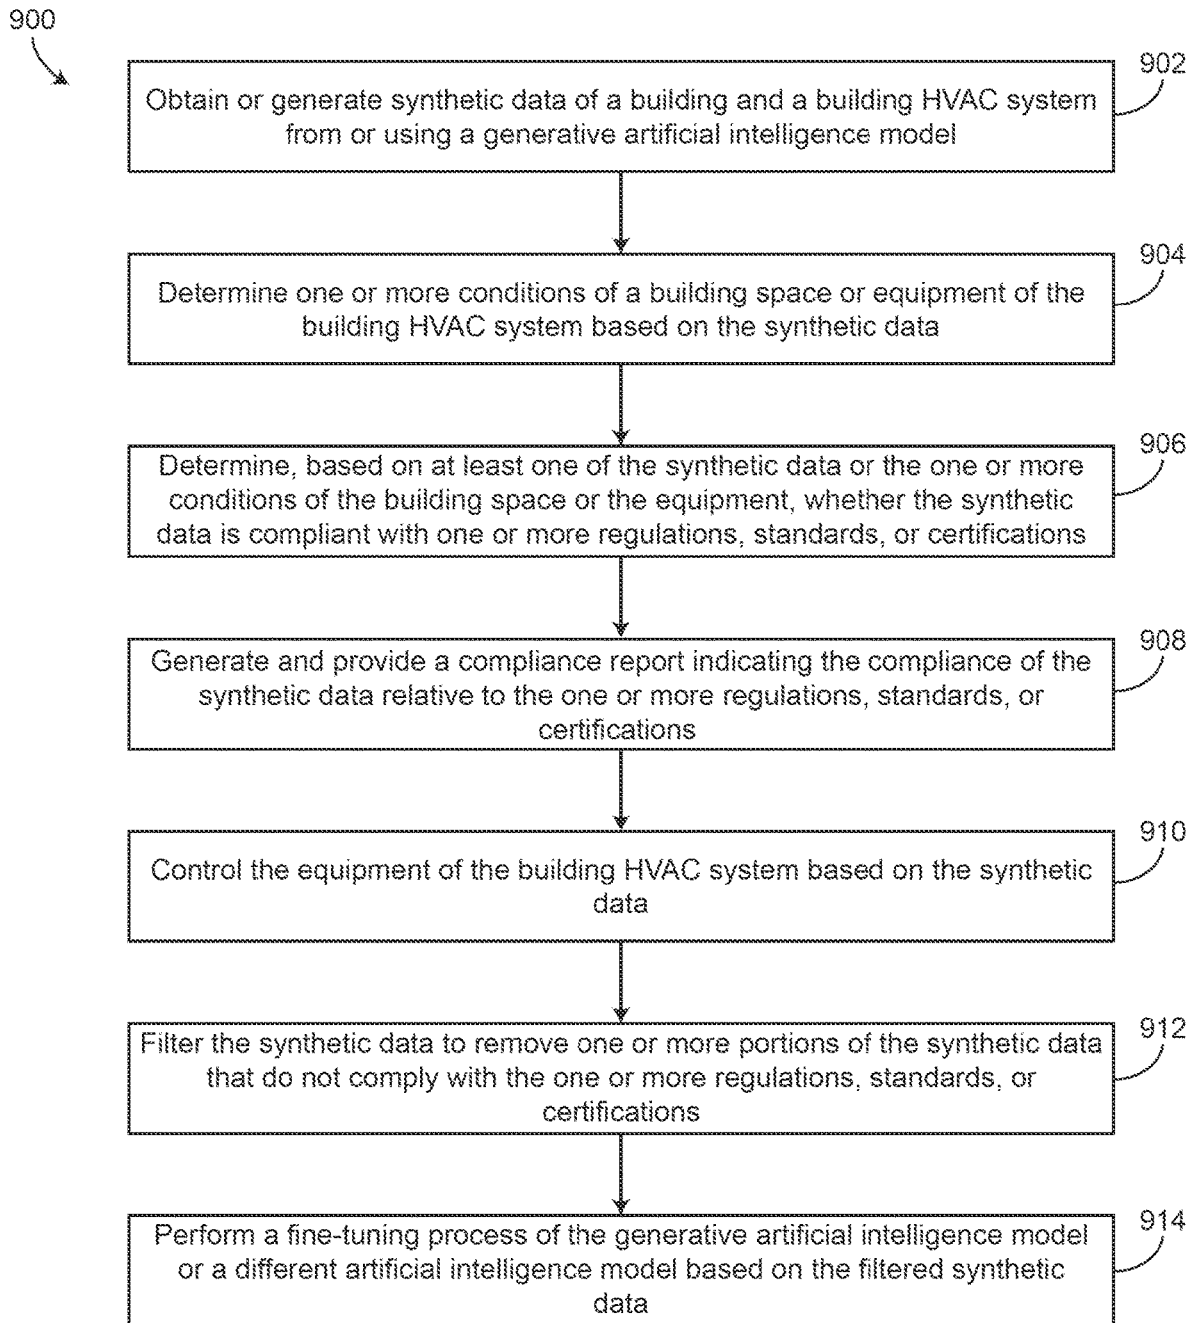 900
902
Obtain or generate synthetic data of a building and a building HVAC system
from or using a generative artificial intelligence model
904
Determine one or more conditions of a building space or equipment of the
building HVAC system based on the synthetic data
906
Determine, based on at least one of the synthetic data or the one or more
conditions of the building space or the equipment, whether the synthetic
data is compliant with one or more regulations, standards, or certifications
908
Generate and provide a compliance report indicating the compliance of the
synthetic data relative to the one or more regulations, standards, or
certifications
910
Control the equipment of the building HVAC system based on the synthetic
data
912
Filter the synthetic data to remove one or more portions of the synthetic data
that do not comply with the one or more regulations, standards, or
certifications
914
Perform a fine-tuning process of the generative artificial intelligence model
or a different artificial intelligence model based on the filtered synthetic
data